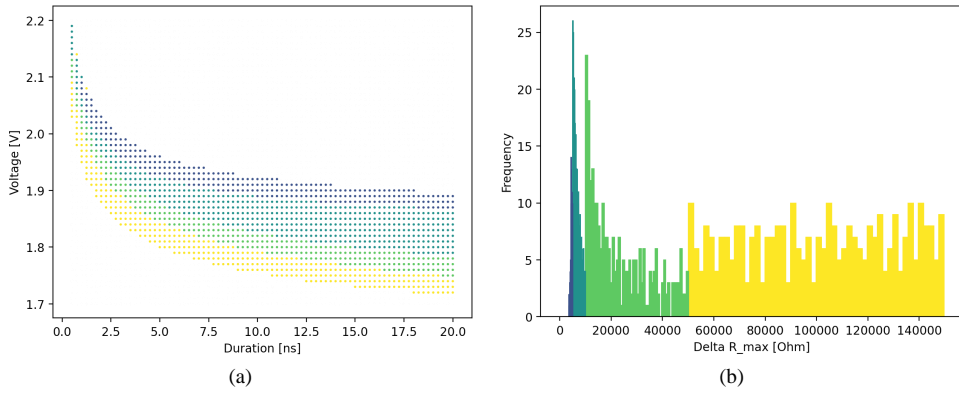 2.2
2.1
2.0
1.9
1.8
1.7
Voltage [V]
0.0 2.5 5.0 7.5 10.0 12.5 15.0 17.5 20.0
Duration [ns]
(a)
25
20
15
10
5
0
Frequency
0 20000 40000 60000 80000 100000 120000 140000
Delta R_max [Ohm]
(b)